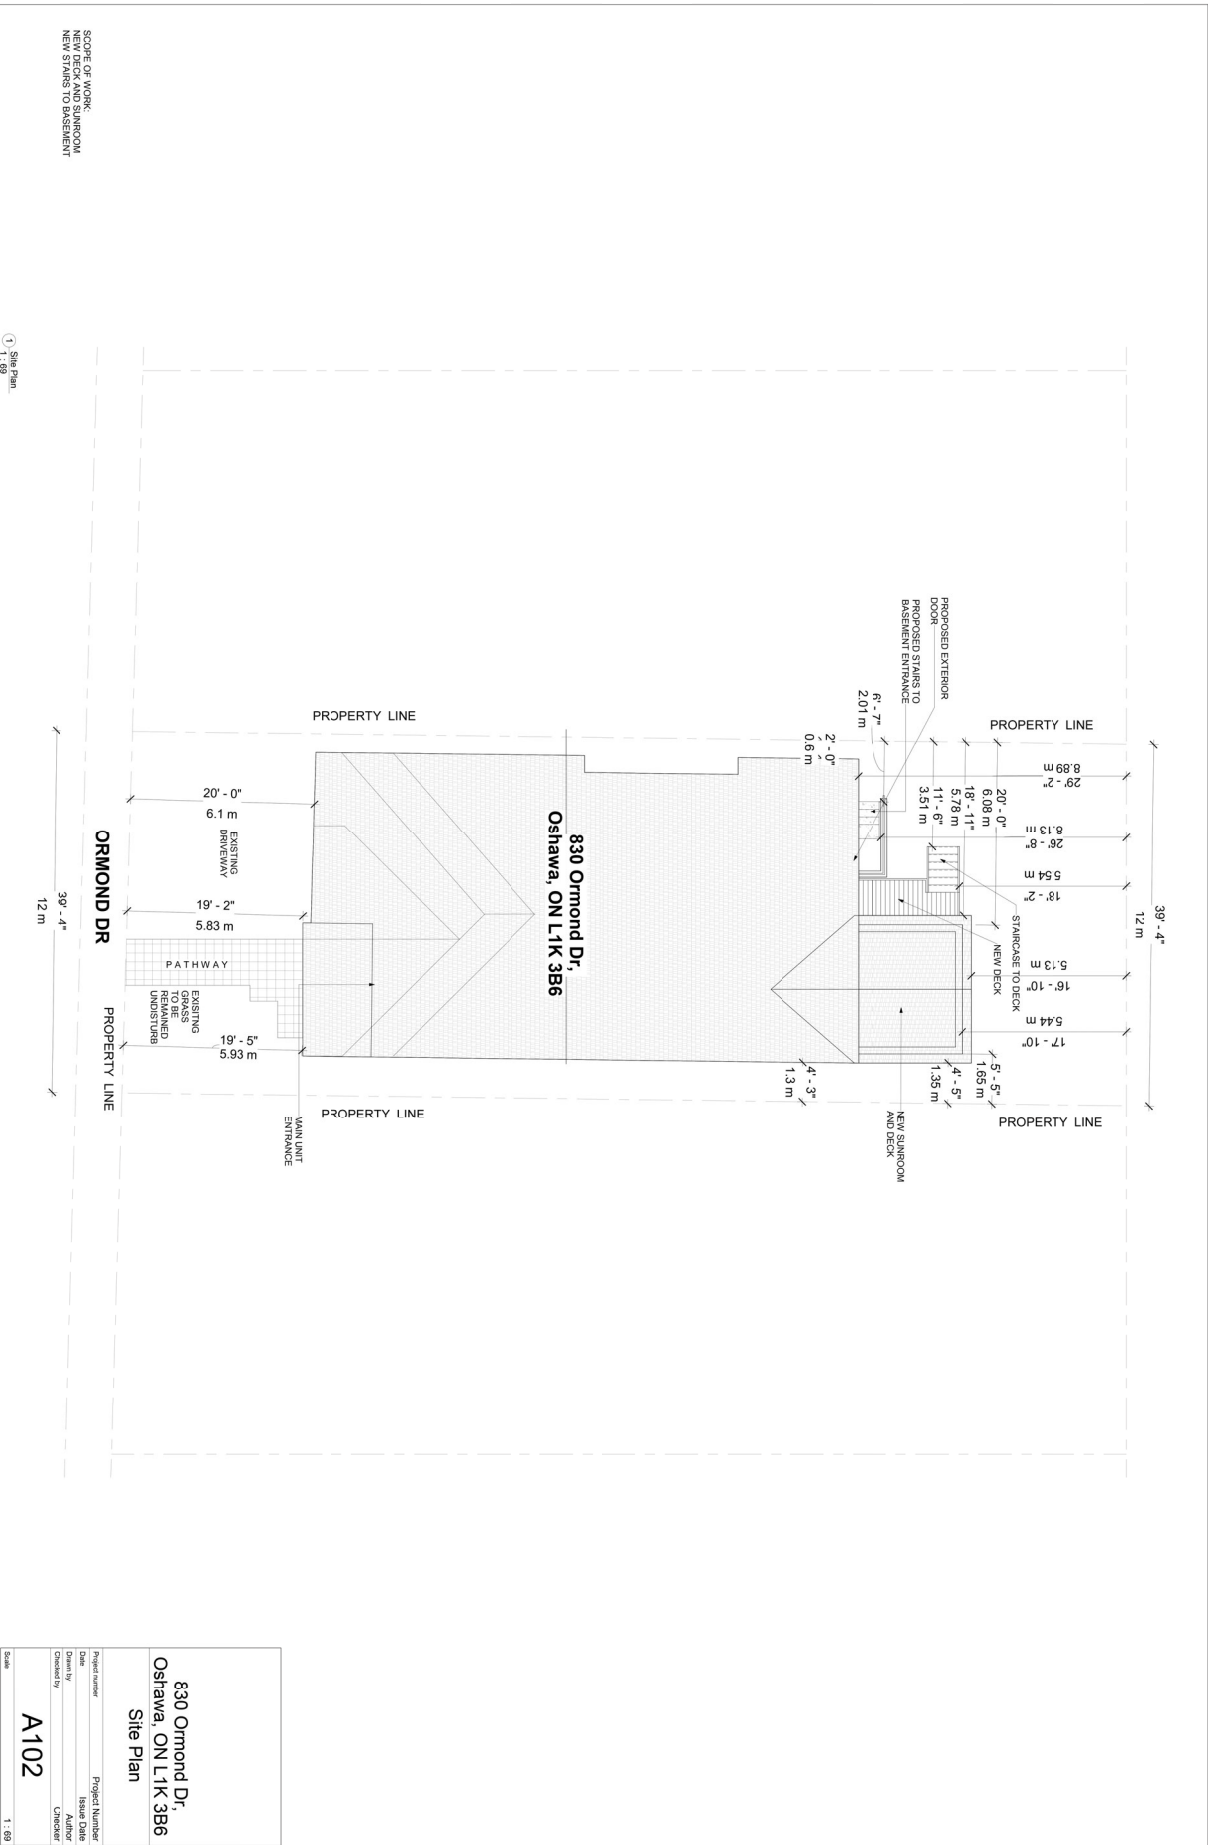 SCOPE OF WORK:
NEW DECK AND SUNROOM
NEW STAIRS TO BASEMENT
1 Site Plan
1 : 69
39' - 4"
12 m
PROPERTY LINE
PROPERTY LINE
29' - 2"
8.89 m
26' - 8"
8.13 m
18' - 2"
5.54 m
16' - 10"
5.13 m
17' - 10"
5.44 m
20' - 0"
6.08 m
18' - 11"
5.78 m
11' - 6"
3.51 m
6' - 7"
2.01 m
2' - 0"
0.6 m
5' - 5"
1.65 m
4' - 5"
1.35 m
4' - 3"
1.3 m
PROPOSED EXTERIOR
DOOR
PROPOSED STAIRS TO
BASEMENT ENTRANCE
STAIRCASE TO DECK
NEW DECK
NEW SUNROOM
AND DECK
830 Ormond Dr,
Oshawa, ON L1K 3B6
PROPERTY LINE
PROPERTY LINE
20' - 0"
6.1 m
EXISTING
DRIVEWAY
19' - 2"
5.83 m
PATHWAY
EXISITNG
GRASS
TO BE
REMAINED
UNDISTURB
19' - 5"
5.93 m
MAIN UNIT
ENTRANCE
ORMOND DR
PROPERTY LINE
39' - 4"
12 m
830 Ormond Dr,
Oshawa, ON L1K 3B6
Site Plan
Project number Project Number
Date Issue Date
Drawn by Author
Checked by Checker
A102
Scale 1 : 69